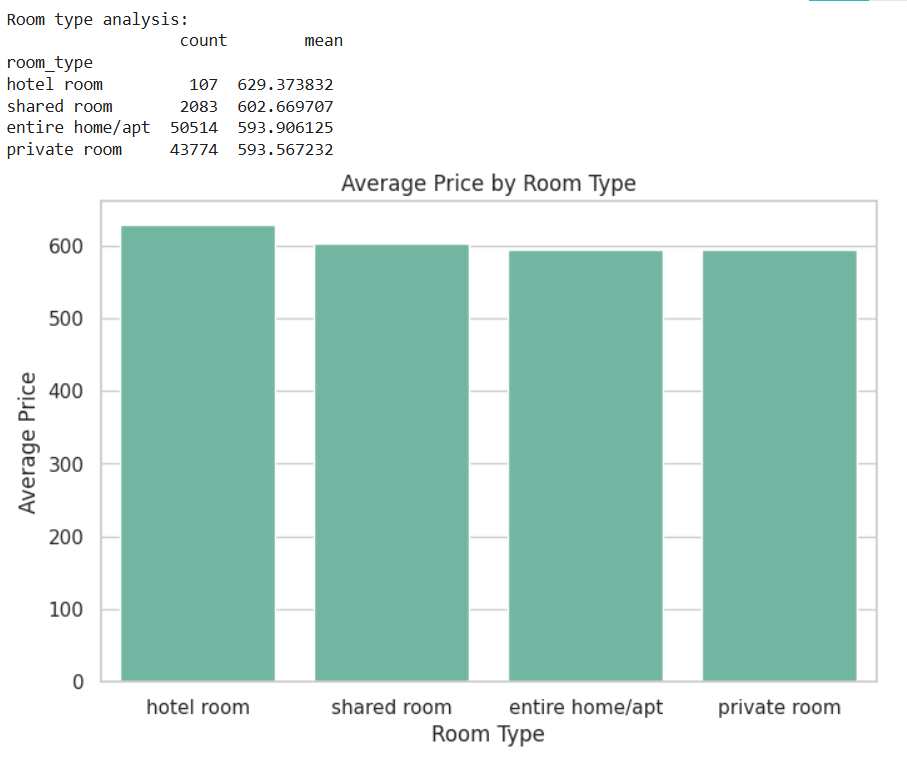 Room type analysis:
count mean
room_type
hotel room 107 629.373832
shared room 2083 602.669707
entire home/apt 50514 593.906125
private room 43774 593.567232
Average Price by Room Type
Average Price
600
500
400
300
200
100
0
hotel room shared room entire home/apt private room
Room Type